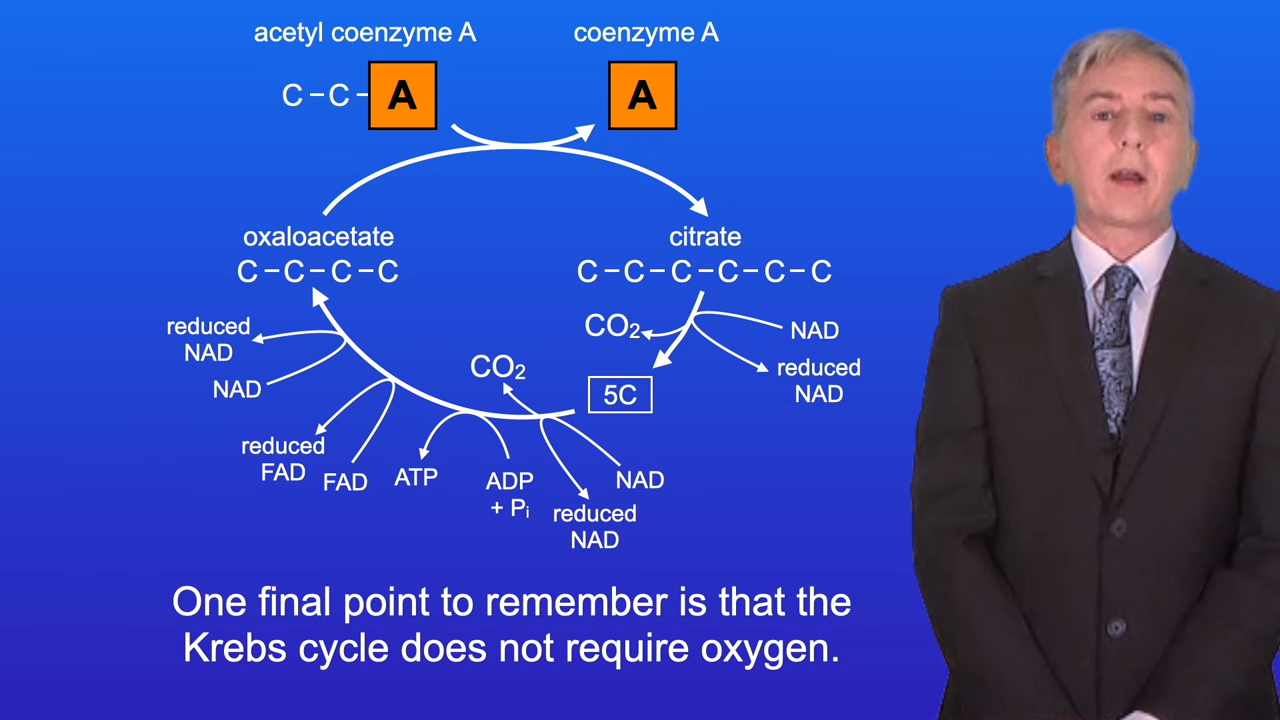 acetyl coenzyme A
coenzyme A
C–C–A
A
oxaloacetate
C–C–C–C
citrate
C–C–C–C–C–C
reduced
NAD
NAD
CO₂
NAD
reduced
NAD
CO₂
5C
reduced
FAD
FAD
ATP
ADP
+ Pᵢ
NAD
reduced
NAD
One final point to remember is that the
Krebs cycle does not require oxygen.